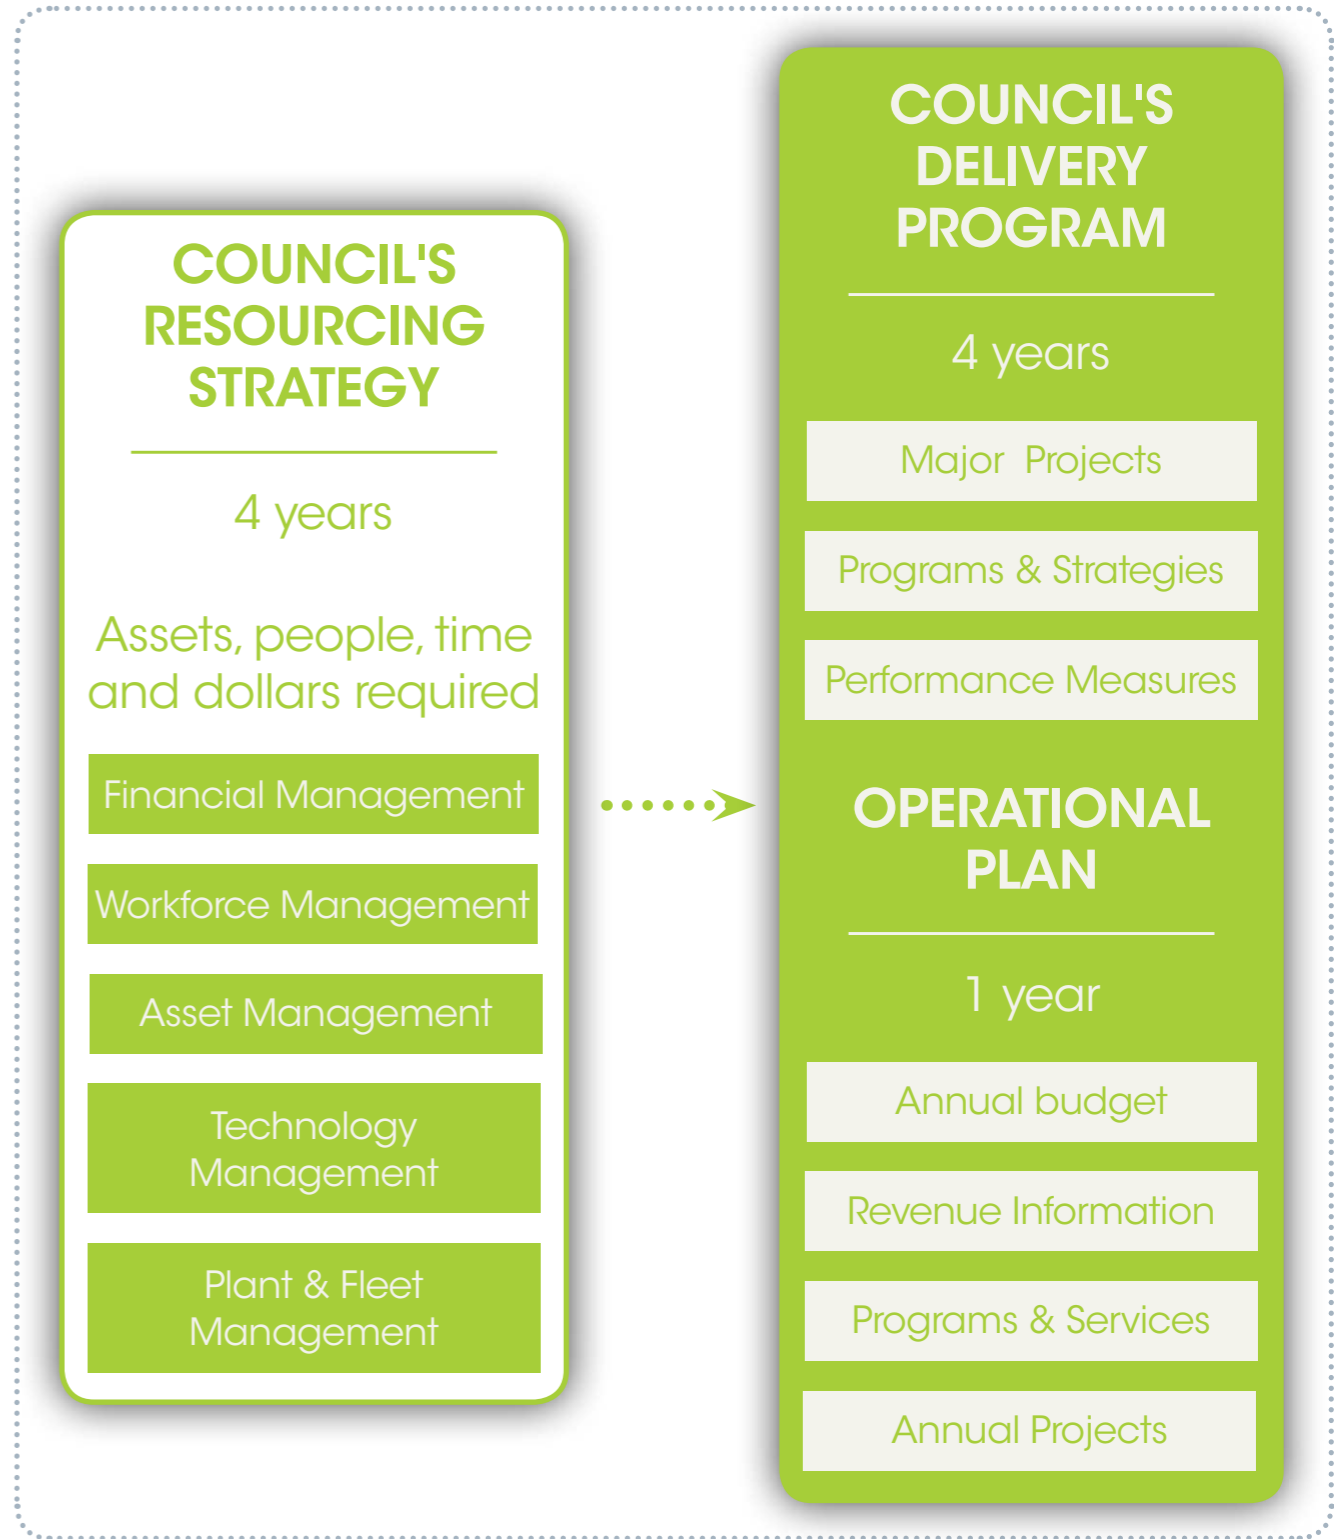 COUNCIL'S
RESOURCING
STRATEGY
4 years
Assets, people, time
and dollars required
Financial Management
Workforce Management
Asset Management
Technology
Management
Plant & Fleet
Management
COUNCIL'S
DELIVERY
PROGRAM
4 years
Major Projects
Programs & Strategies
Performance Measures
OPERATIONAL
PLAN
1 year
Annual budget
Revenue Information
Programs & Services
Annual Projects